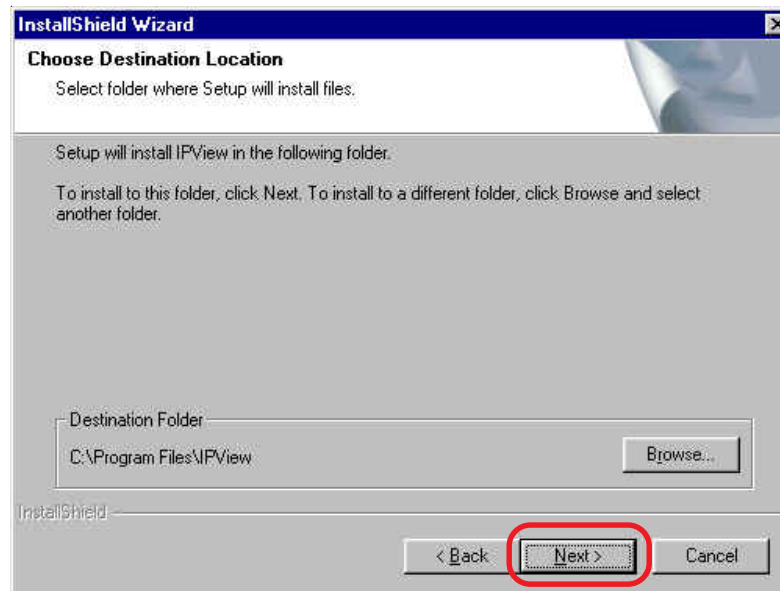 InstallShield Wizard
Choose Destination Location
Select folder where Setup will install files.
Setup will install IPView in the following folder.
To install to this folder, click Next. To install to a different folder, click Browse and select
another folder.
Destination Folder
C:\Program Files\IPView
Browse...
InstallShield
< Back
Next >
Cancel